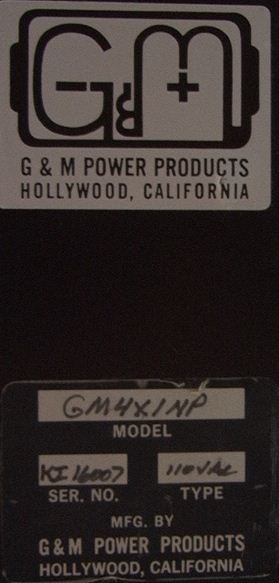 G&M
- +
G & M POWER PRODUCTS
HOLLYWOOD, CALIFORNIA
GM4X1NP
MODEL
KI16007 110VAC
SER. NO. TYPE
MFG. BY
G & M POWER PRODUCTS
HOLLYWOOD, CALIFORNIA